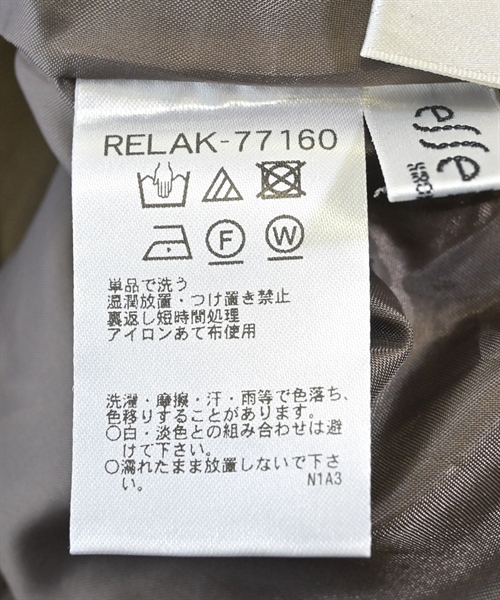 RELAK-77160
F
W
単品で洗う
湿潤放置・つけ置き禁止
裏返し短時間処理
アイロンあて布使用
洗濯・摩擦・汗・雨等で色落ち、
色移りすることがあります。
○白・淡色との組み合わせは避
けて下さい。
○濡れたまま放置しないで下さ
い。
N1A3
elle